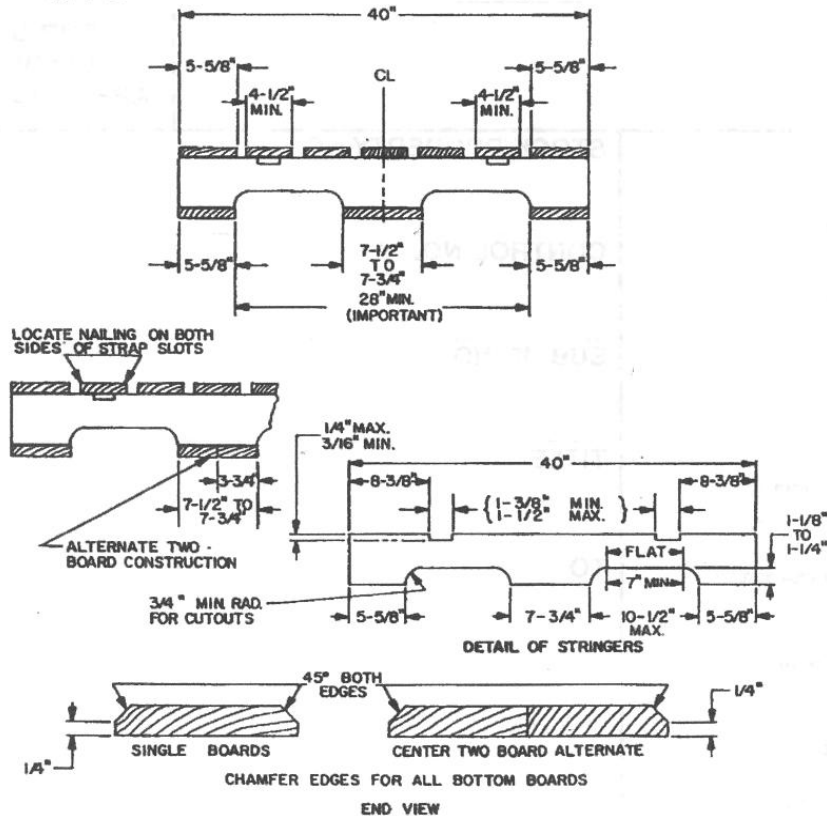 40"
5-5/8"
CL
5-5/8"
4-1/2"
MIN.
4-1/2"
MIN.
5-5/8"
7-1/2"
TO
7-3/4"
5-5/8"
28" MIN.
(IMPORTANT)
LOCATE NAILING ON BOTH
SIDES OF STRAP SLOTS
3-3/4"
7-1/2" TO
7-3/4"
ALTERNATE TWO -
BOARD CONSTRUCTION
1/4" MAX.
3/16" MIN.
40"
8-3/8"
1-3/8" MIN.
1-1/2" MAX.
8-3/8"
1-1/8"
TO
1-1/4"
FLAT
7" MIN
3/4" MIN. RAD.
FOR CUTOUTS
5-5/8"
7-3/4"
10-1/2"
MAX.
5-5/8"
DETAIL OF STRINGERS
45° BOTH
EDGES
1/4"
1/4"
SINGLE BOARDS
CENTER TWO BOARD ALTERNATE
CHAMFER EDGES FOR ALL BOTTOM BOARDS
END VIEW